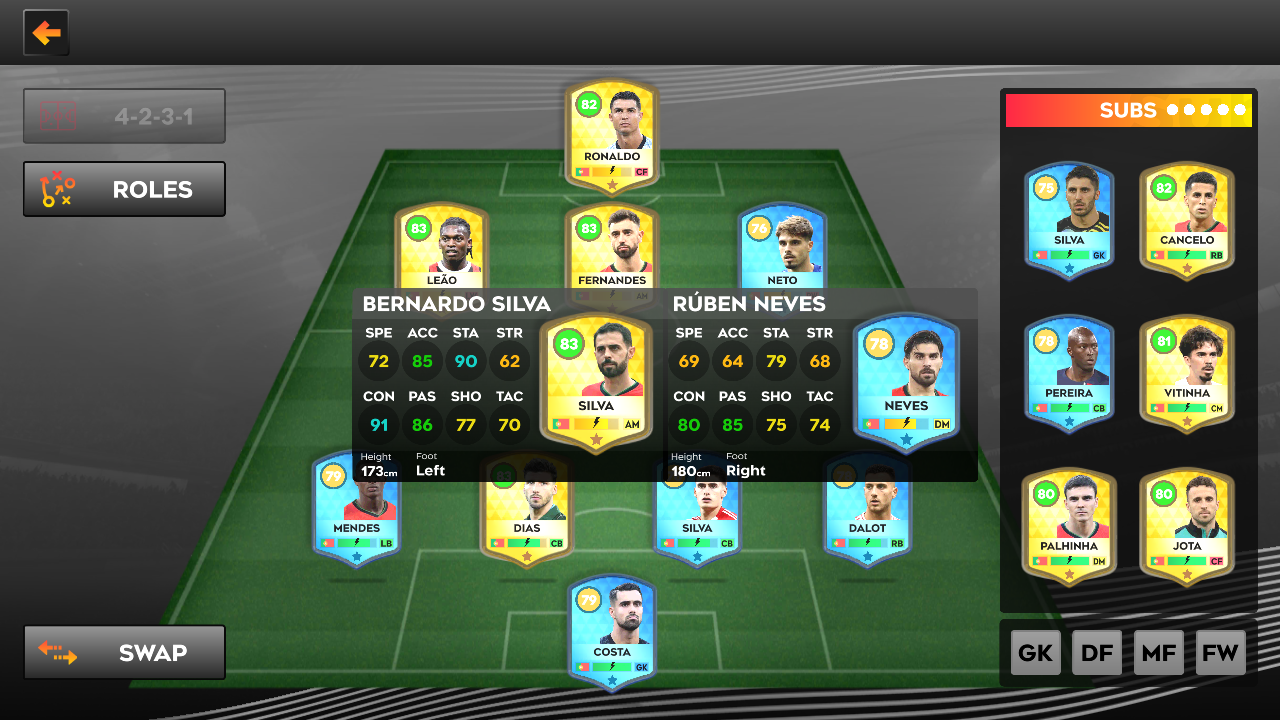 4-2-3-1
ROLES
SWAP
82
RONALDO
CF
83
LEÃO
83
FERNANDES
AM
76
NETO
BERNARDO SILVA
SPE ACC STA STR
72 85 90 62
CON PAS SHO TAC
91 86 77 70
Height Foot
173cm Left
83
SILVA
AM
RÚBEN NEVES
SPE ACC STA STR
69 64 79 68
CON PAS SHO TAC
80 85 75 74
Height Foot
180cm Right
78
NEVES
DM
79
MENDES
LB
DIAS
CB
SILVA
CB
DALOT
RB
79
COSTA
GK
SUBS
75
SILVA
GK
82
CANCELO
RB
78
PEREIRA
CB
81
VITINHA
CM
80
PALHINHA
DM
80
JOTA
CF
GK DF MF FW